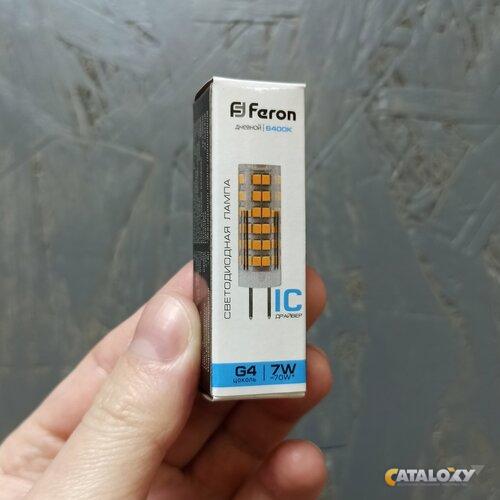 Feron
дневной | 6400K
СВЕТОДИОДНАЯ ЛАМПА
IC
ДРАЙВЕР
G4 | 7W
цоколь | ~70W*
CATALOXY